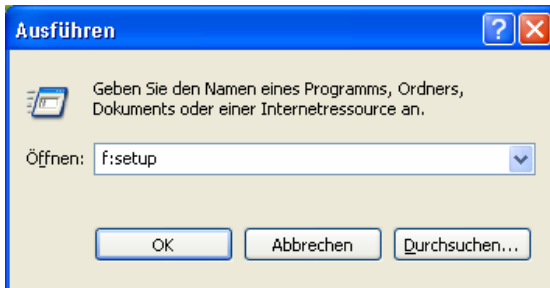 Ausführen
Geben Sie den Namen eines Programms, Ordners,
Dokuments oder einer Internetressource an.
Öffnen: f:setup
OK Abbrechen Durchsuchen...